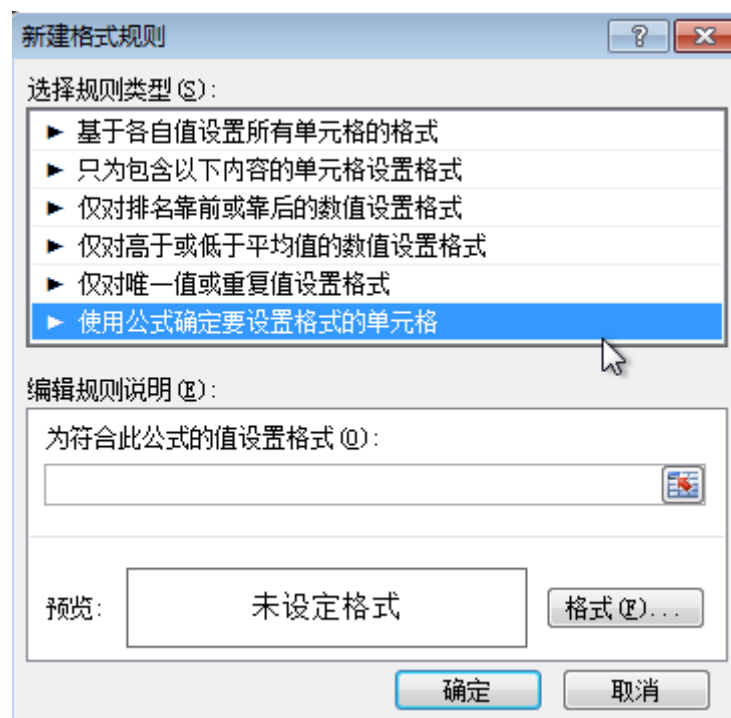 新建格式规则
选择规则类型(S):
► 基于各自值设置所有单元格的格式
► 只为包含以下内容的单元格设置格式
► 仅对排名靠前或靠后的数值设置格式
► 仅对高于或低于平均值的数值设置格式
► 仅对唯一值或重复值设置格式
► 使用公式确定要设置格式的单元格
编辑规则说明(E):
为符合此公式的值设置格式(O):
预览:
未设定格式
格式(F)...
确定
取消